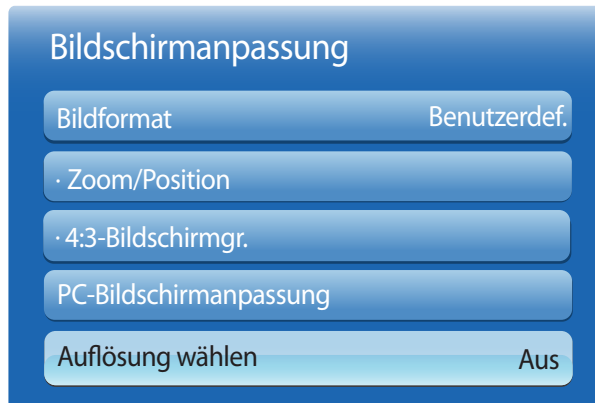 Bildschirmanpassung
Bildformat Benutzerdef.
· Zoom/Position
· 4:3-Bildschirmgr.
PC-Bildschirmanpassung
Auflösung wählen Aus